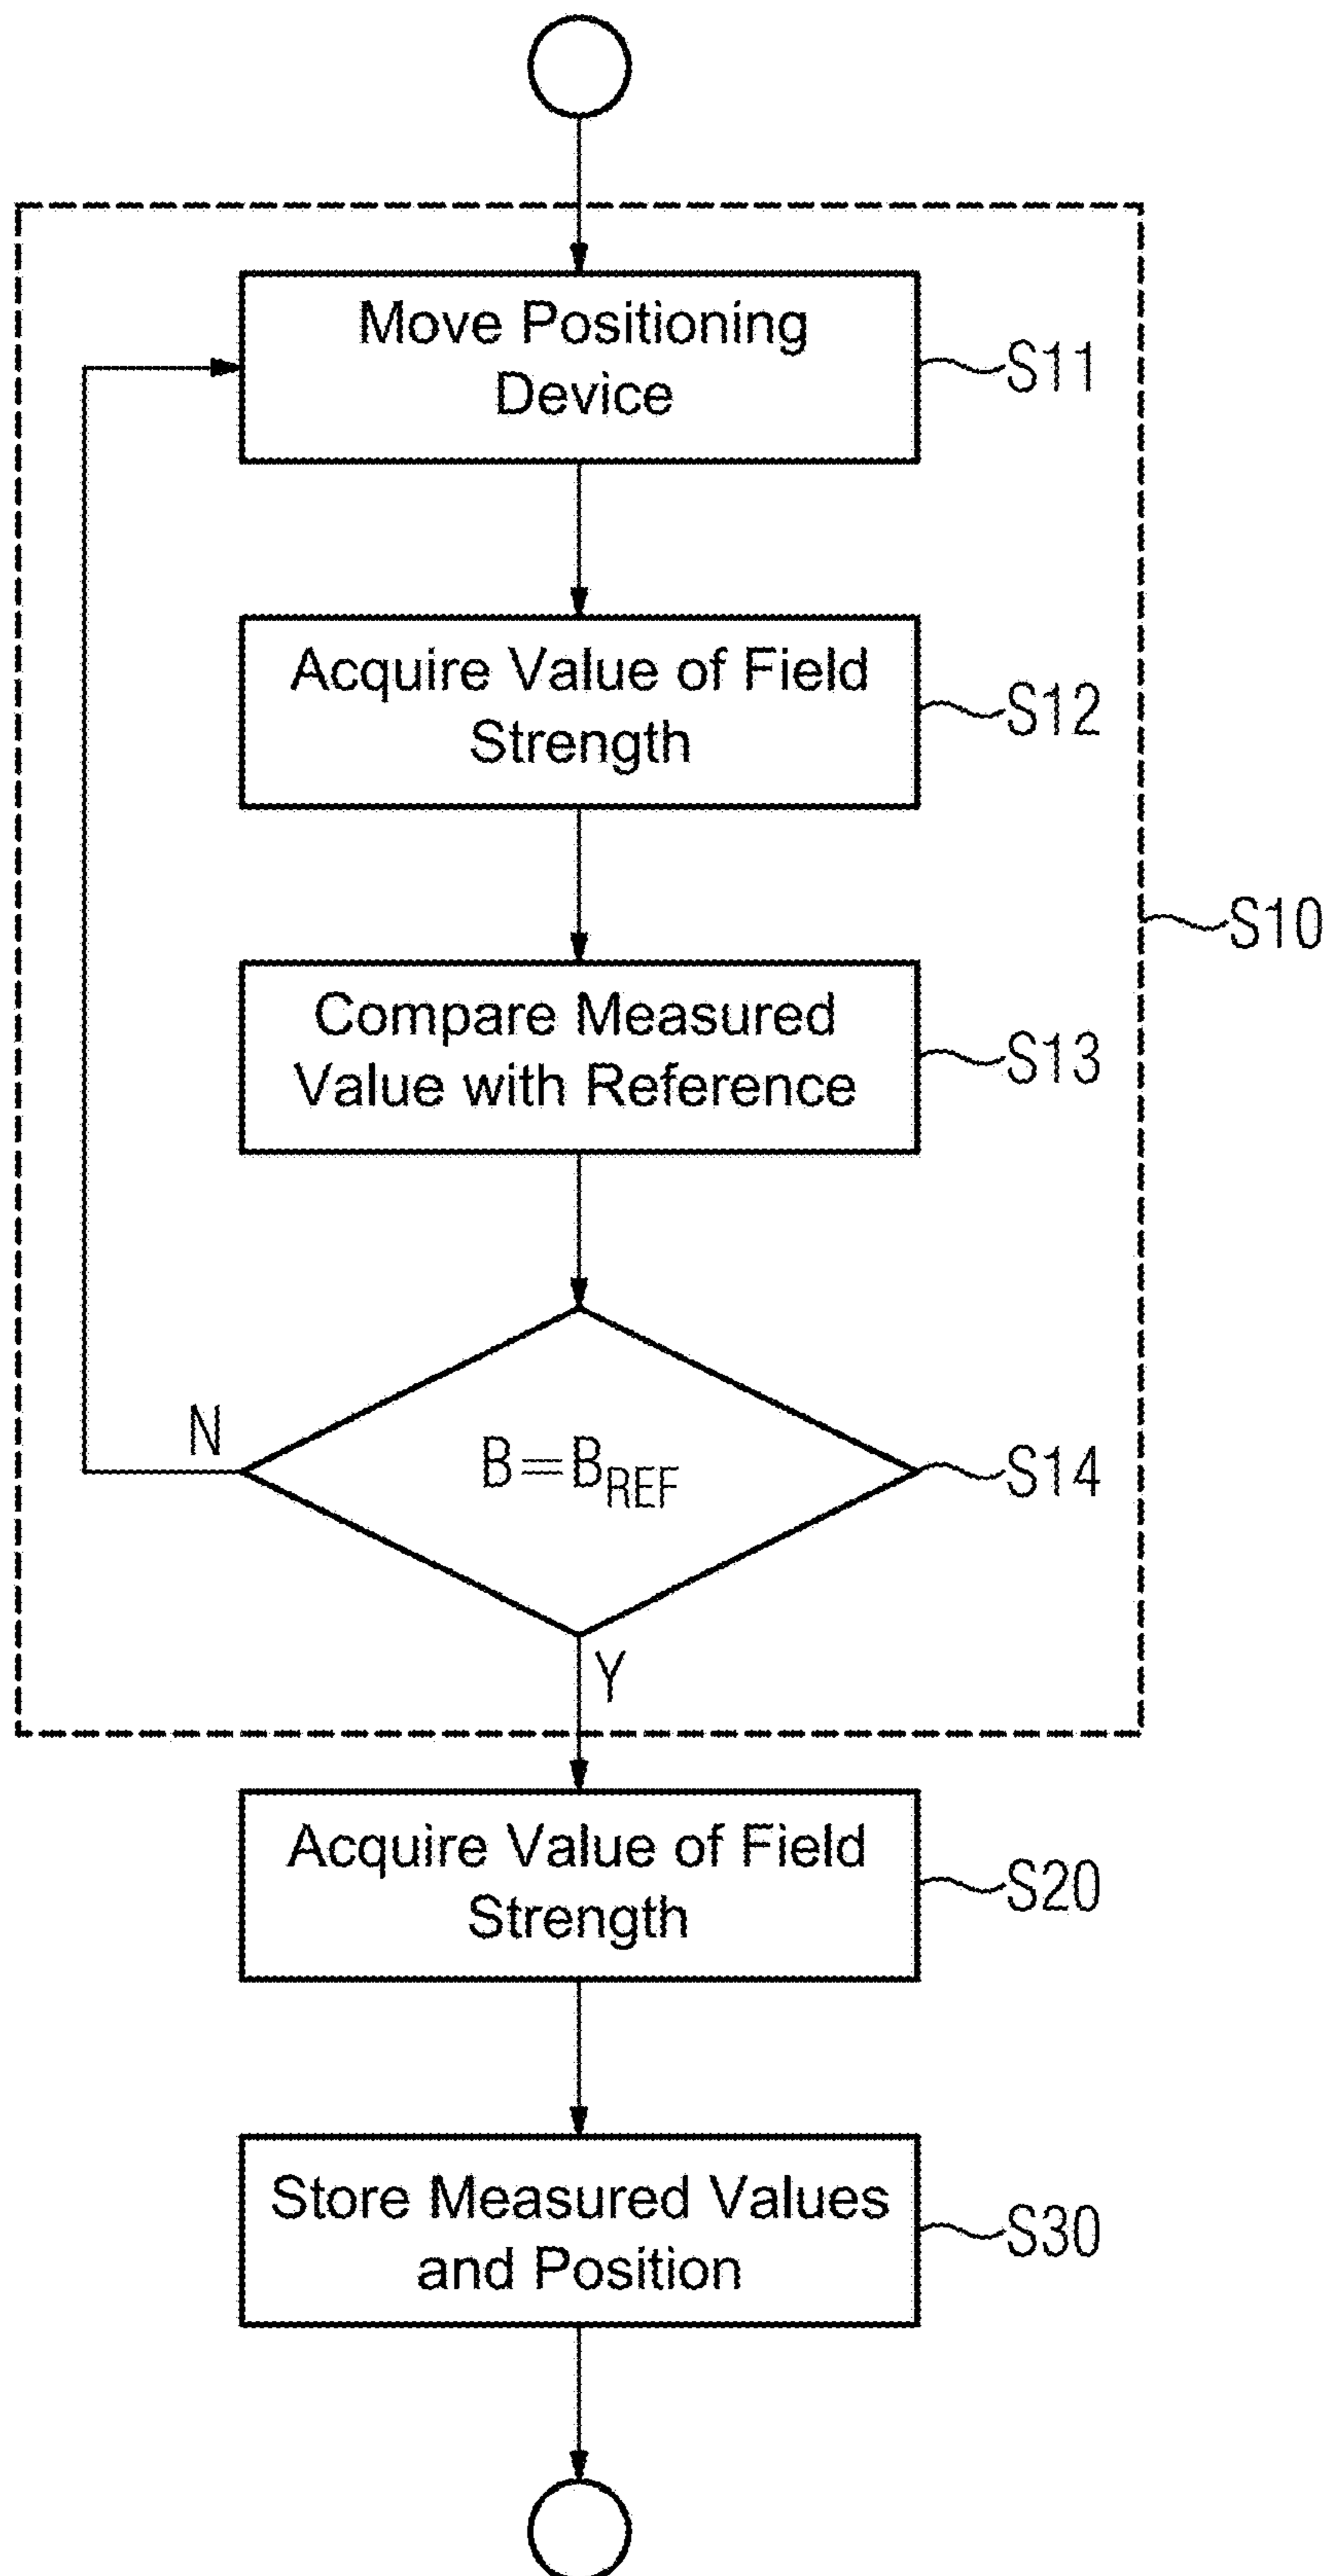 Move Positioning
Device
S11
Acquire Value of Field
Strength
S12
S10
Compare Measured
Value with Reference
S13
N
B=B_REF
S14
Y
Acquire Value of Field
Strength
S20
Store Measured Values
and Position
S30